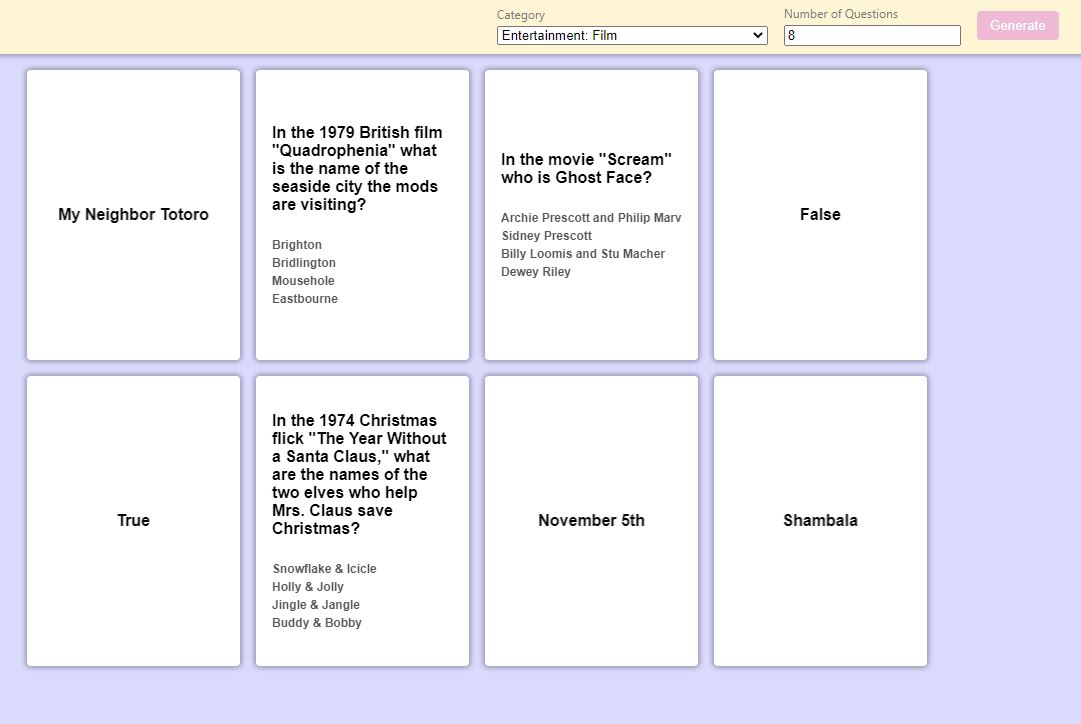 Category
Number of Questions
Entertainment: Film
8
Generate
My Neighbor Totoro
In the 1979 British film
"Quadrophenia" what
is the name of the
seaside city the mods
are visiting?
Brighton
Bridlington
Mousehole
Eastbourne
In the movie "Scream"
who is Ghost Face?
Archie Prescott and Philip Marv
Sidney Prescott
Billy Loomis and Stu Macher
Dewey Riley
False
True
In the 1974 Christmas
flick "The Year Without
a Santa Claus," what
are the names of the
two elves who help
Mrs. Claus save
Christmas?
Snowflake & Icicle
Holly & Jolly
Jingle & Jangle
Buddy & Bobby
November 5th
Shambala